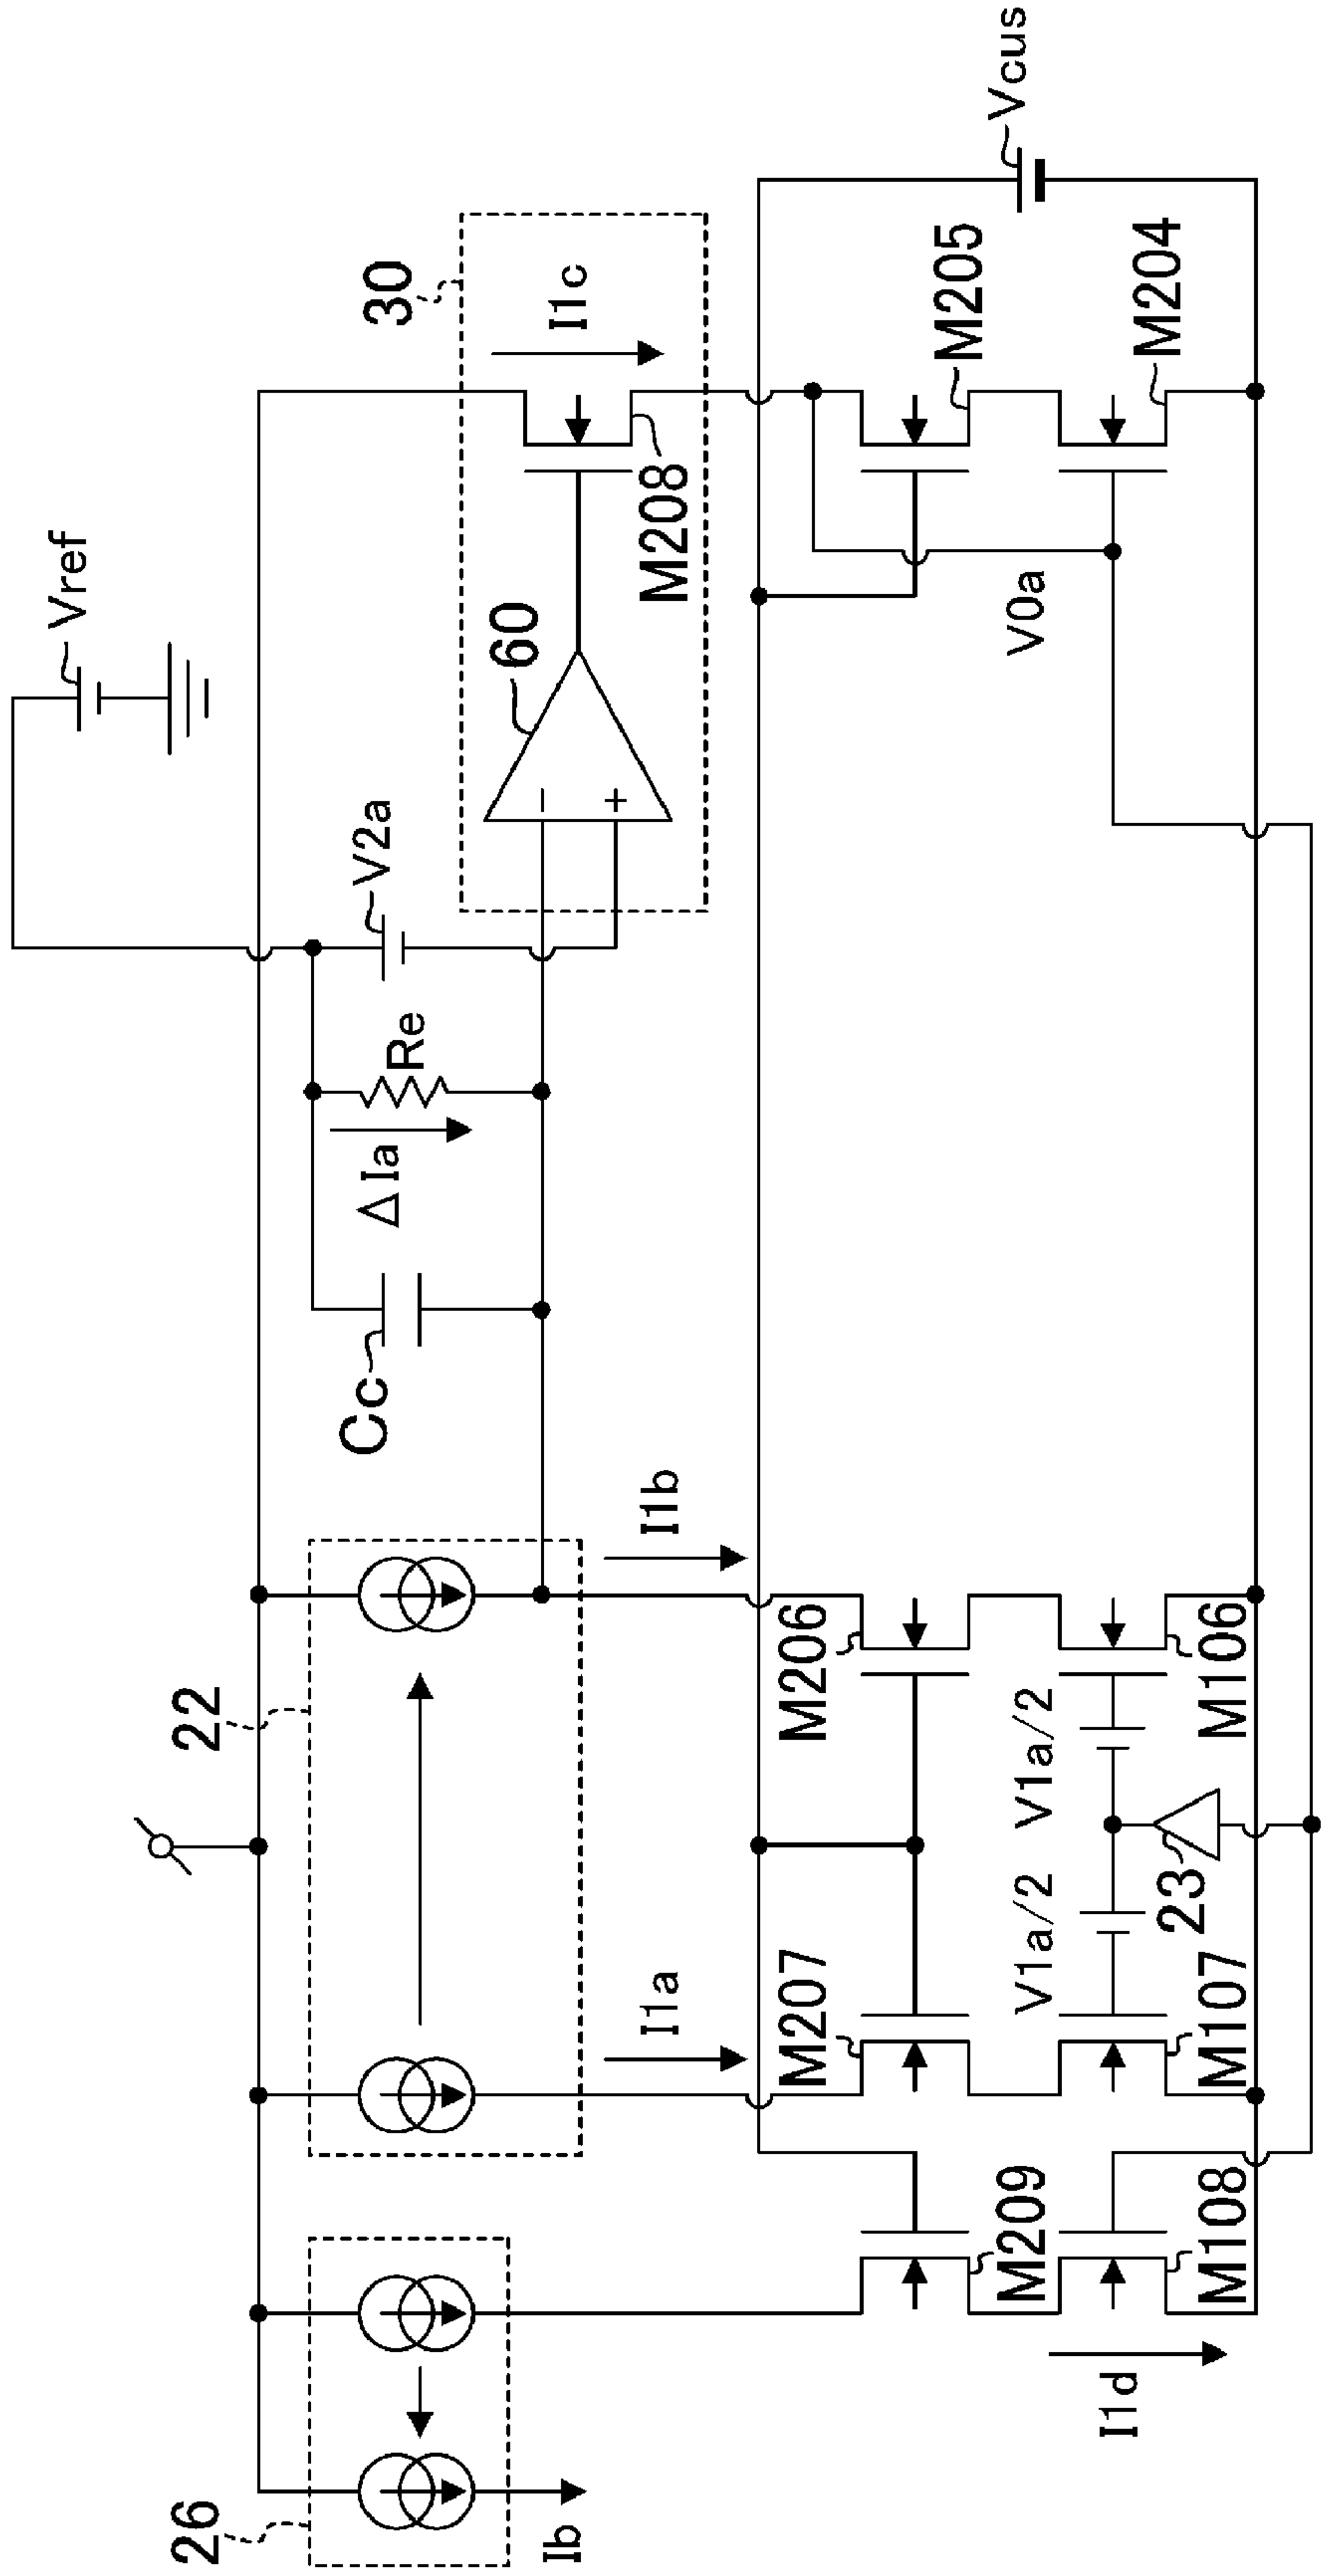 Vref
30
I1c
60
M208
V2a
Re
ΔIa
Cc
22
26
Ib
I1a
I1b
Vcus
M205
M204
V0a
M206
M207
M209
V1a/2
V1a/2
M106
23
M107
M108
I1d
−
+